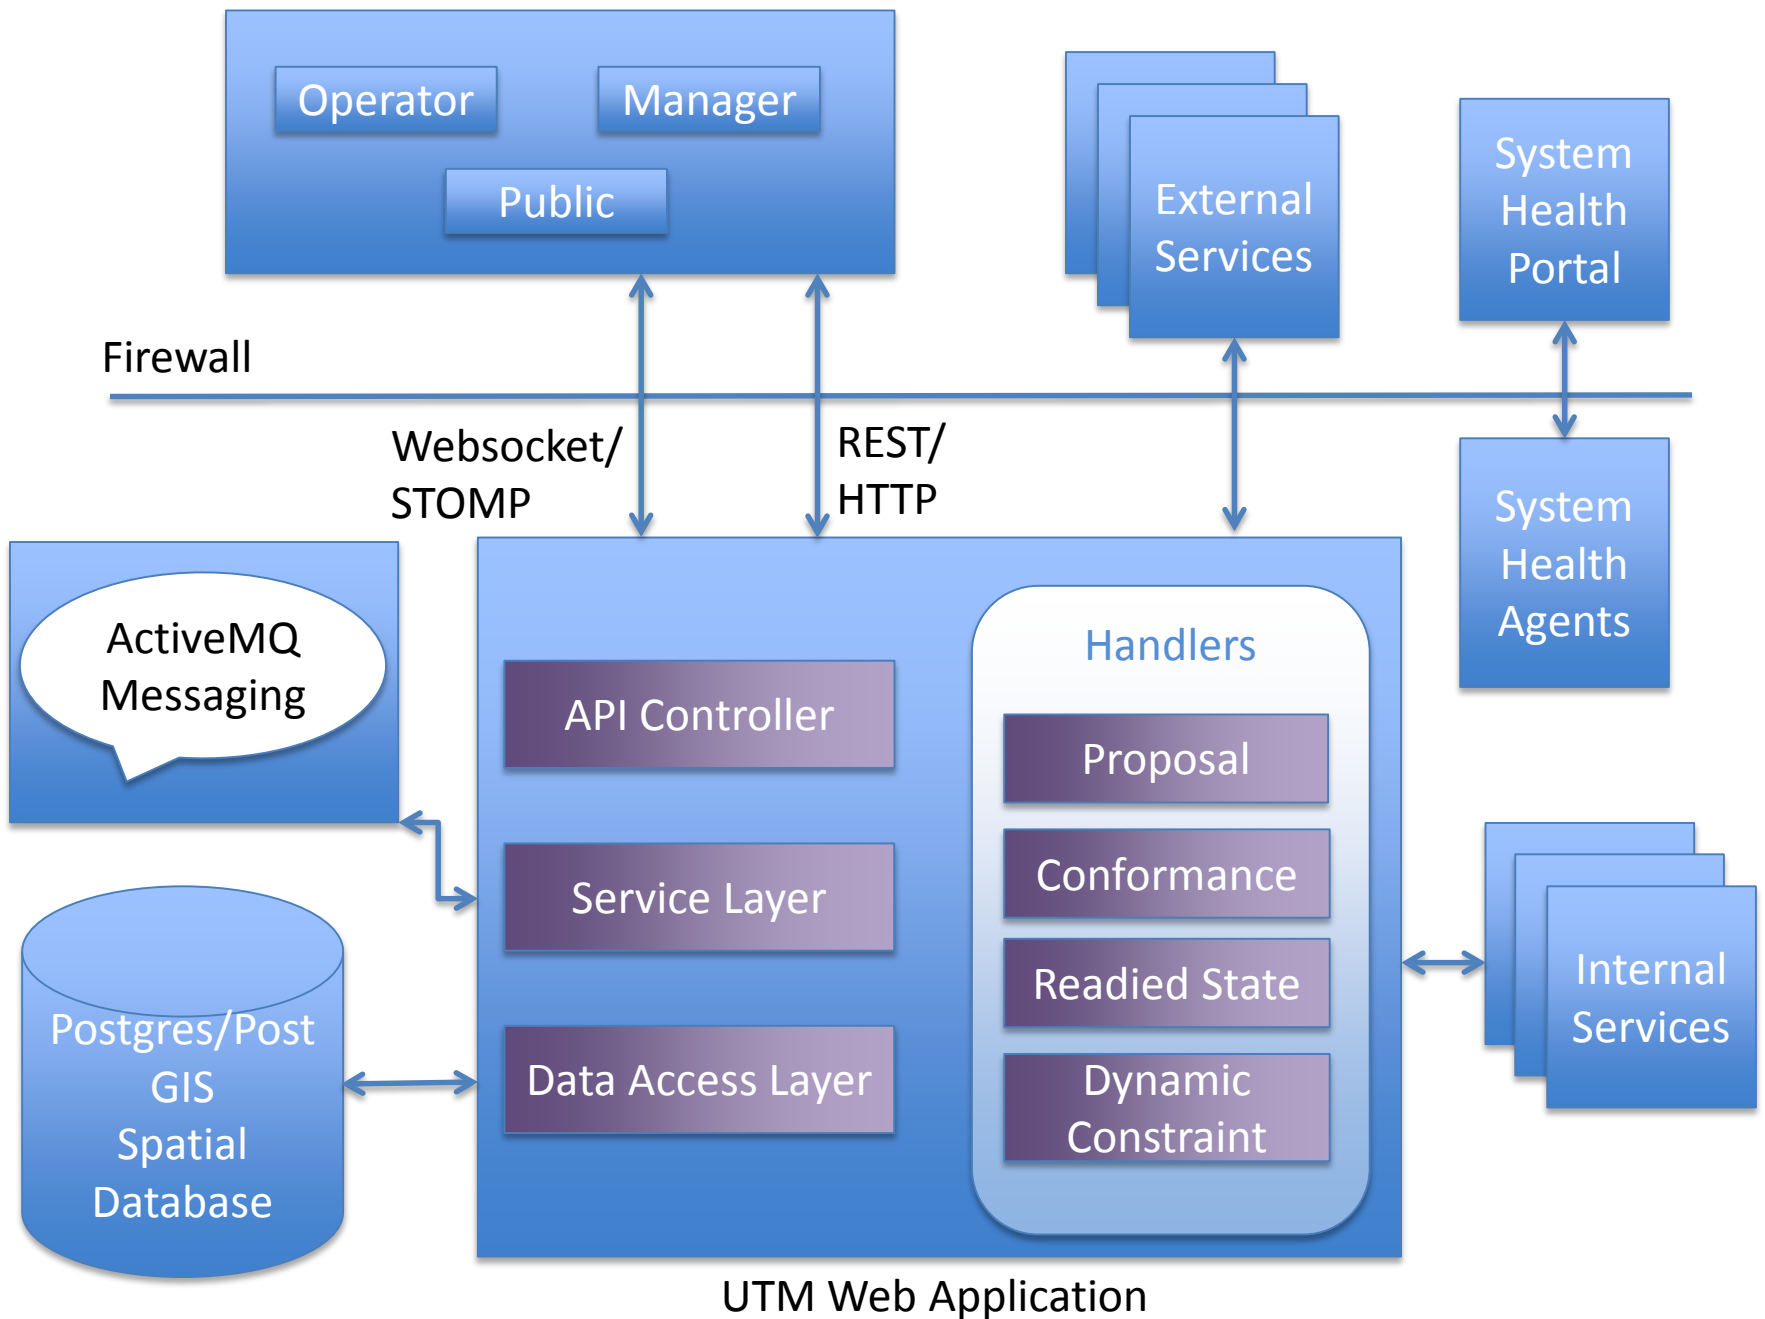 Operator
Manager
Public
External
Services
System
Health
Portal
Firewall
Websocket/
STOMP
REST/
HTTP
System
Health
Agents
ActiveMQ
Messaging
API Controller
Service Layer
Data Access Layer
Handlers
Proposal
Conformance
Readied State
Dynamic
Constraint
Internal
Services
Postgres/Post
GIS
Spatial
Database
UTM Web Application